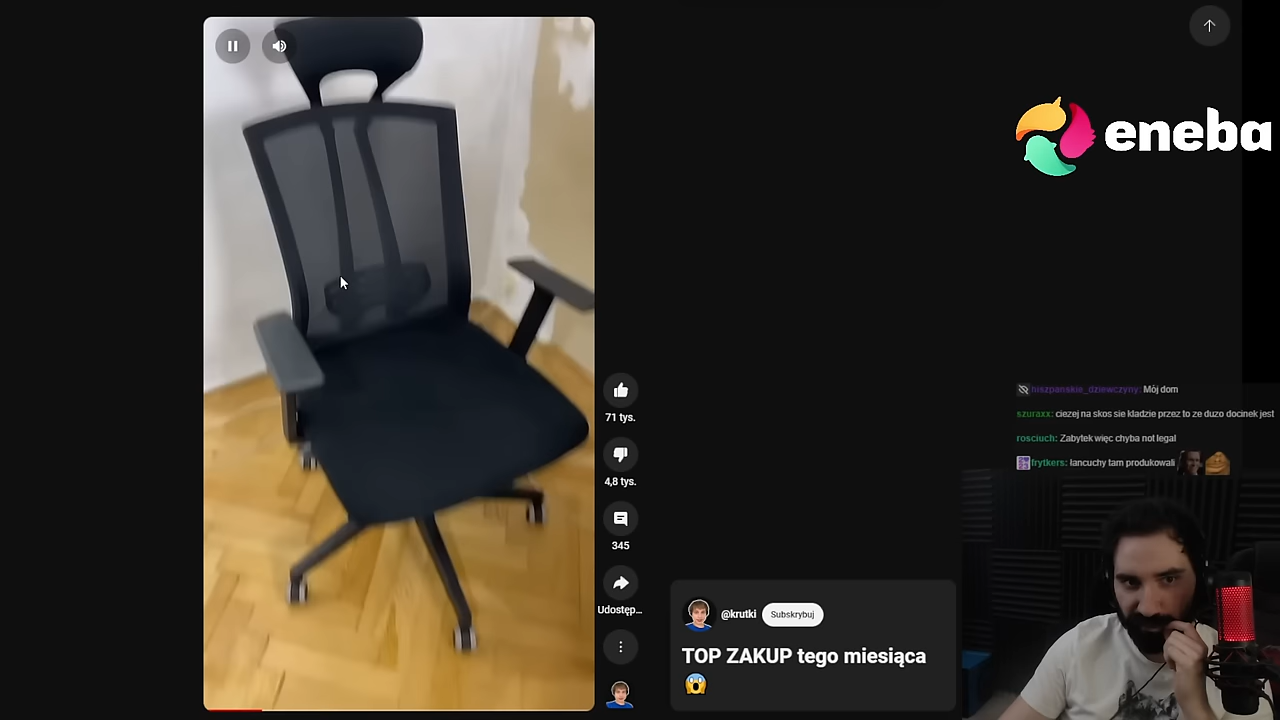 eneba
71 tys.
4,8 tys.
345
Udostęp...
hiszpanskie_dziewczyny: Mój dom
szuraxx: ciezej na skos sie kladzie przez to ze duzo docinek jest
rosciuch: Zabytek więc chyba not legal
frytkers: lancuchy tam produkowali
@krutki
Subskrybuj
TOP ZAKUP tego miesiąca